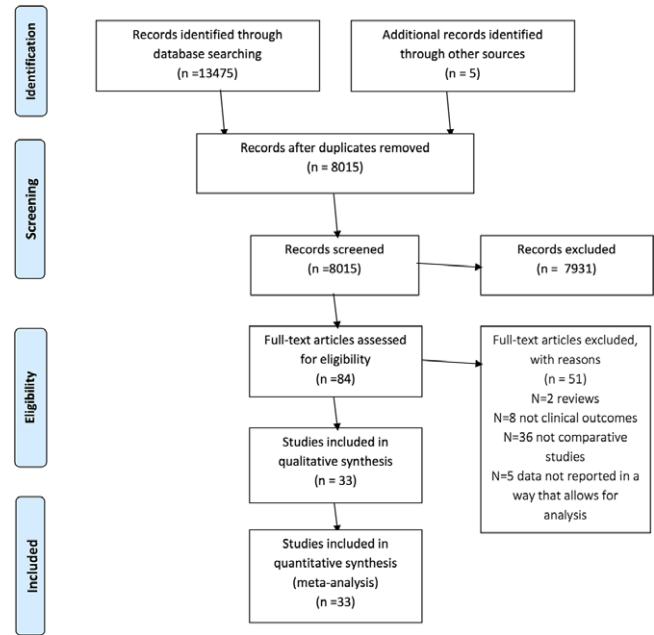 Identification
Records identified through
database searching
(n =13475)
Additional records identified
through other sources
(n = 5)
Screening
Records after duplicates removed
(n = 8015)
Records screened
(n =8015)
Records excluded
(n = 7931)
Eligibility
Full-text articles assessed
for eligibility
(n =84)
Full-text articles excluded,
with reasons
(n = 51)
N=2 reviews
N=8 not clinical outcomes
N=36 not comparative
studies
N=5 data not reported in a
way that allows for
analysis
Studies included in
qualitative synthesis
(n = 33)
Included
Studies included in
quantitative synthesis
(meta-analysis)
(n =33)